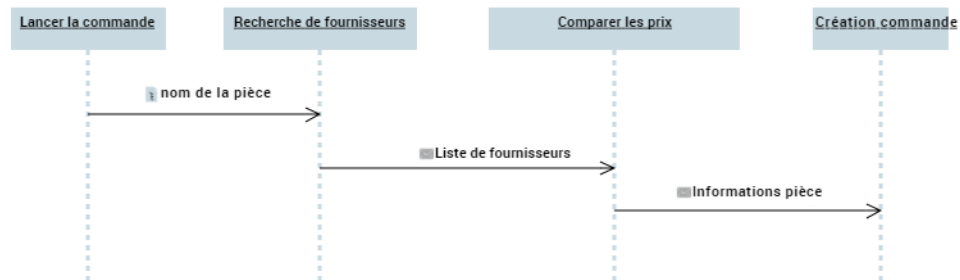 Lancer la commande
Recherche de fournisseurs
Comparer les prix
Création commande
nom de la pièce
Liste de fournisseurs
Informations pièce